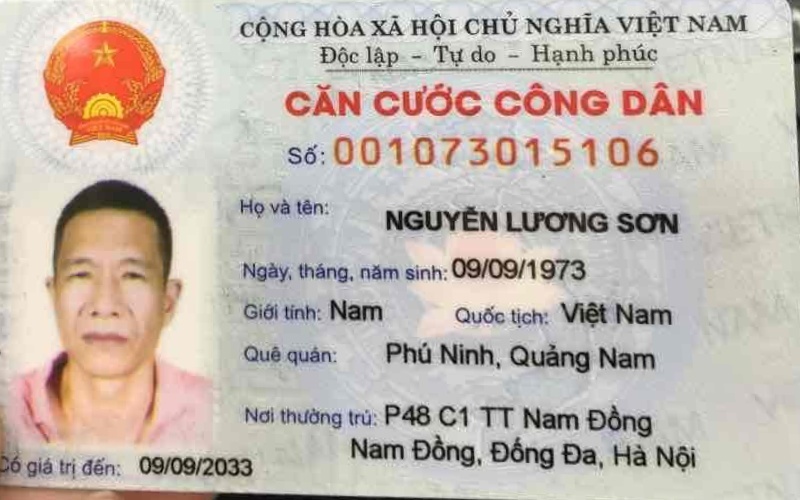 CỘNG HÒA XÃ HỘI CHỦ NGHĨA VIỆT NAM
Độc lập – Tự do – Hạnh phúc
CĂN CƯỚC CÔNG DÂN
Số: 001073015106
Họ và tên: NGUYỄN LƯƠNG SƠN
Ngày, tháng, năm sinh: 09/09/1973
Giới tính: Nam Quốc tịch: Việt Nam
Quê quán: Phú Ninh, Quảng Nam
Nơi thường trú: P48 C1 TT Nam Đồng
Nam Đồng, Đống Đa, Hà Nội
Có giá trị đến: 09/09/2033